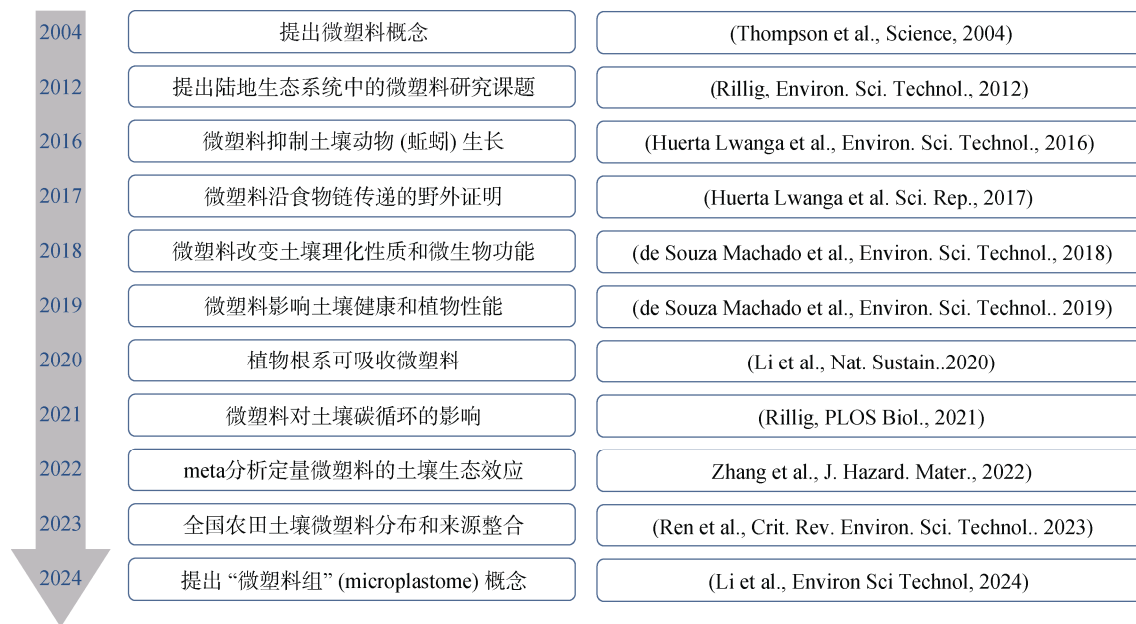 2004 提出微塑料概念 (Thompson et al., Science, 2004)
2012 提出陆地生态系统中的微塑料研究课题 (Rillig, Environ. Sci. Technol., 2012)
2016 微塑料抑制土壤动物 (蚯蚓) 生长 (Huerta Lwanga et al., Environ. Sci. Technol., 2016)
2017 微塑料沿食物链传递的野外证明 (Huerta Lwanga et al. Sci. Rep., 2017)
2018 微塑料改变土壤理化性质和微生物功能 (de Souza Machado et al., Environ. Sci. Technol., 2018)
2019 微塑料影响土壤健康和植物性能 (de Souza Machado et al., Environ. Sci. Technol.. 2019)
2020 植物根系可吸收微塑料 (Li et al., Nat. Sustain..2020)
2021 微塑料对土壤碳循环的影响 (Rillig, PLOS Biol., 2021)
2022 meta分析定量微塑料的土壤生态效应 Zhang et al., J. Hazard. Mater., 2022)
2023 全国农田土壤微塑料分布和来源整合 (Ren et al., Crit. Rev. Environ. Sci. Technol.. 2023)
2024 提出 “微塑料组” (microplastome) 概念 (Li et al., Environ Sci Technol, 2024)